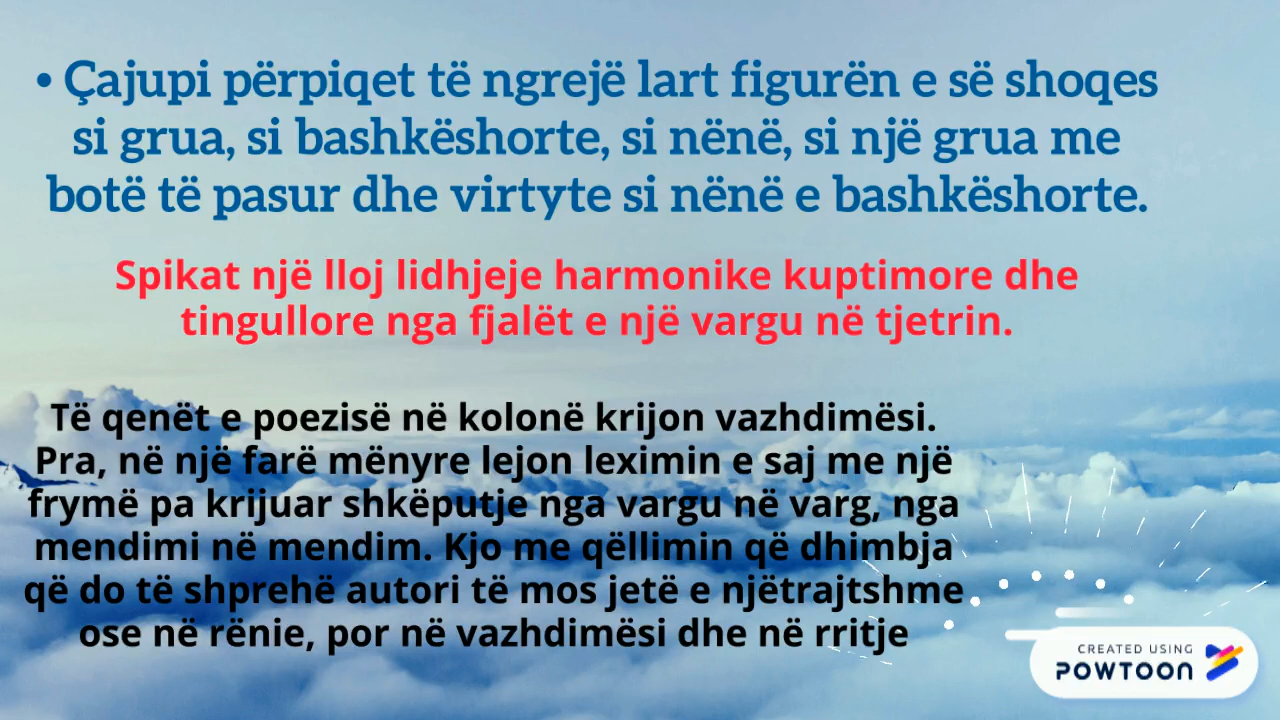 • Çajupi përpiqet të ngrejë lart figurën e së shoqes
si grua, si bashkëshorte, si nënë, si një grua me
botë të pasur dhe virtyte si nënë e bashkëshorte.
Spikat një lloj lidhjeje harmonike kuptimore dhe
tingullore nga fjalët e një vargu në tjetrin.
Të qenët e poezisë në kolonë krijon vazhdimësi.
Pra, në një farë mënyre lejon leximin e saj me një
frymë pa krijuar shkëputje nga vargu në varg, nga
mendimi në mendim. Kjo me qëllimin që dhimbja
që do të shprehë autori të mos jetë e njëtrajtshme
ose në rënie, por në vazhdimësi dhe në rritje
CREATED USING
POWTOON